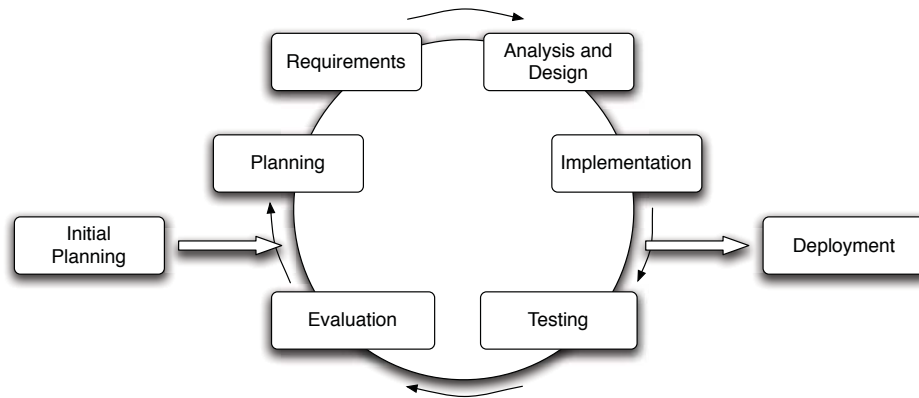 Requirements
Analysis and
Design
Planning
Implementation
Initial
Planning
Deployment
Evaluation
Testing